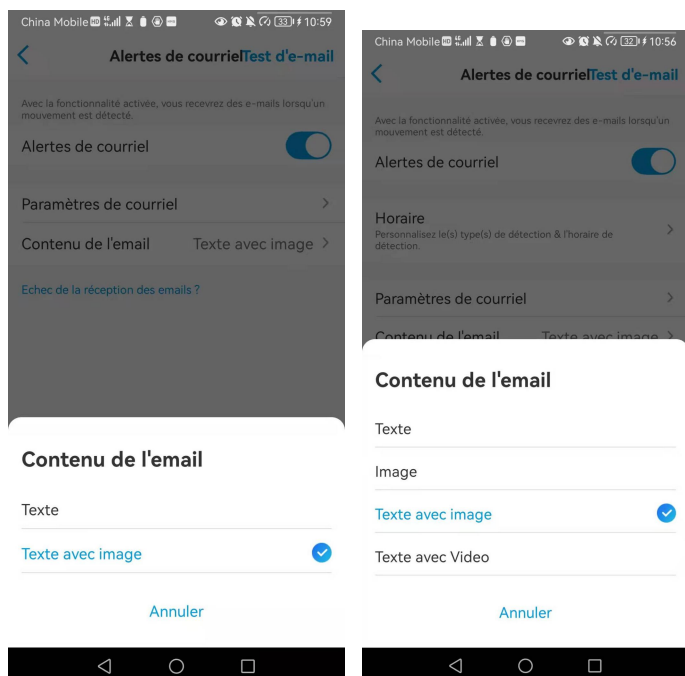 China Mobile HD 10:59
33
Alertes de courriel Test d'e-mail
Avec la fonctionnalité activée, vous recevrez des e-mails lorsqu'un
mouvement est détecté.
Alertes de courriel
Paramètres de courriel
Contenu de l'email Texte avec image
Echec de la réception des emails ?
Contenu de l'email
Texte
Texte avec image
Annuler
China Mobile HD 10:56
32
Alertes de courriel Test d'e-mail
Avec la fonctionnalité activée, vous recevrez des e-mails lorsqu'un
mouvement est détecté.
Alertes de courriel
Horaire
Personnalisez le(s) type(s) de détection & l'horaire de
détection.
Paramètres de courriel
Contenu de l'email Texte avec image
Contenu de l'email
Texte
Image
Texte avec image
Texte avec Video
Annuler